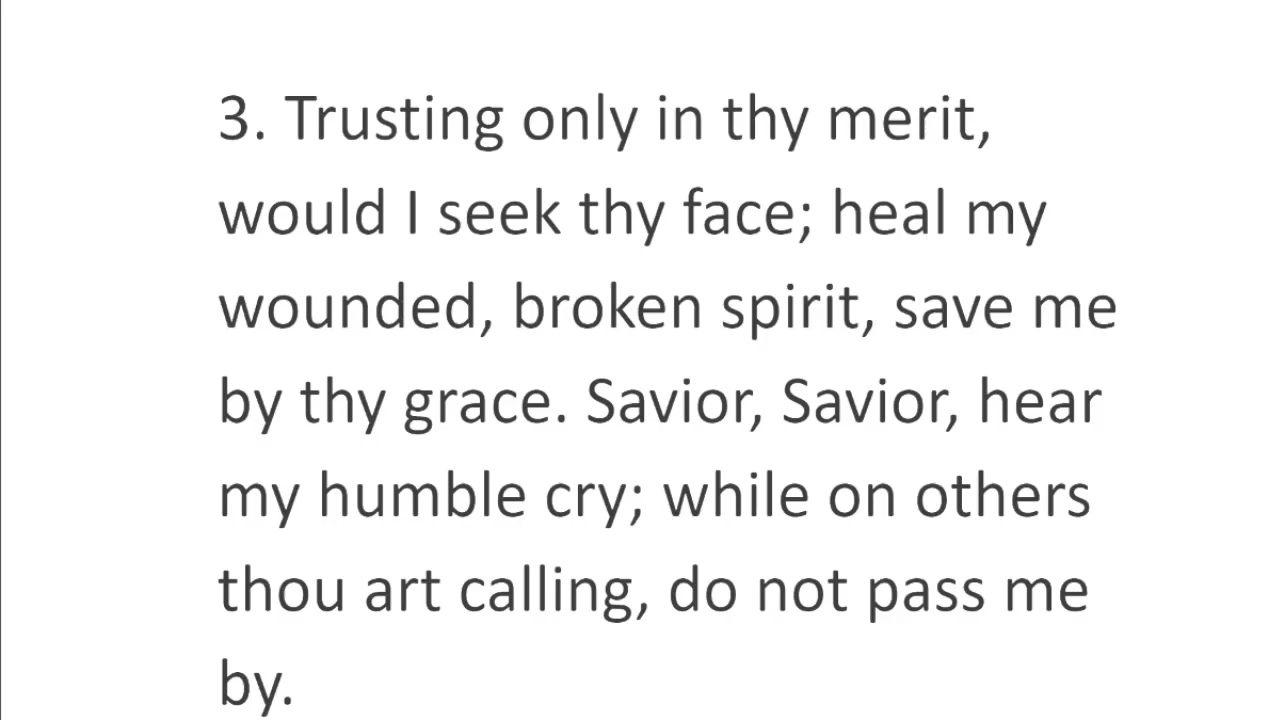 3. Trusting only in thy merit,
would I seek thy face; heal my
wounded, broken spirit, save me
by thy grace. Savior, Savior, hear
my humble cry; while on others
thou art calling, do not pass me
by.